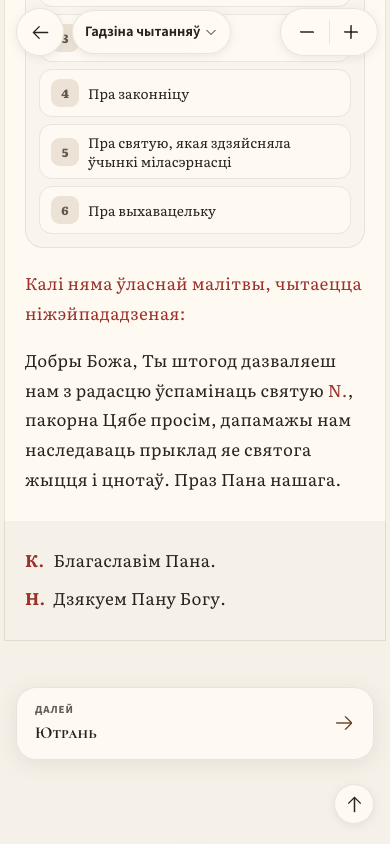 3
Гадзіна чытанняў
4 Пра законніцу
5 Пра святую, якая здзяйсняла
ўчынкі міласэрнасці
6 Пра выхавацельку
Калі няма ўласнай малітвы, чытаецца
ніжэйпададзеная:
Добры Божа, Ты штогод дазваляеш
нам з радасцю ўспамінаць святую N.,
пакорна Цябе просім, дапамажы нам
наследаваць прыклад яе святога
жыцця і цнотаў. Праз Пана нашага.
К. Благаславім Пана.
Н. Дзякуем Пану Богу.
ДАЛЕЙ
Ютрань